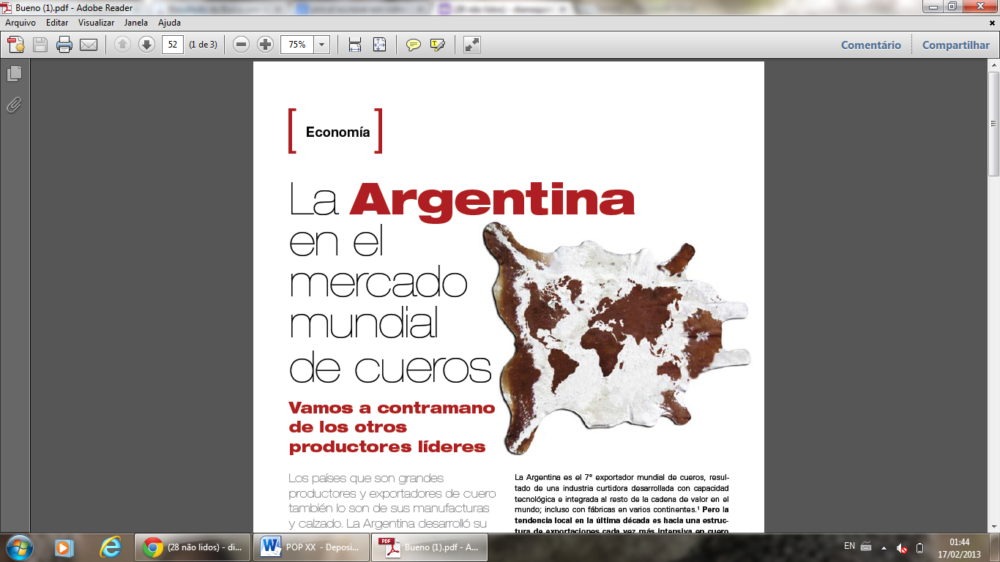 Bueno (1).pdf - Adobe Reader
Arquivo Editar Visualizar Janela Ajuda
52 (1 de 3) 75% Comentário Compartilhar
Economía
La Argentina
en el
mercado
mundial
de cueros
Vamos a contramano
de los otros
productores líderes
Los países que son grandes
productores y exportadores de cuero
también lo son de sus manufacturas
y calzado. La Argentina desarrolló su
La Argentina es el 7º exportador mundial de cueros, resul-
tado de una industria curtidora desarrollada con capacidad
tecnológica e integrada al resto de la cadena de valor en el
mundo; incluso con fábricas en varios continentes.¹ Pero la
tendencia local en la última década es hacia una estruc-
tura de exportaciones cada vez más intensiva en cuero
(28 não lidos) - di... POP XX - Deposi... PDF Bueno (1).pdf - A... EN 01:44
17/02/2013